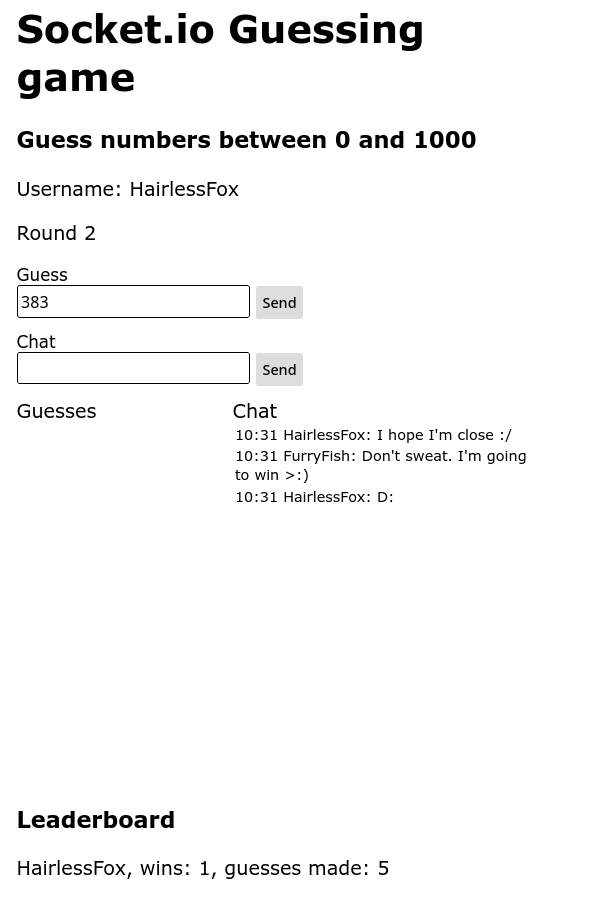 Socket.io Guessing
game
Guess numbers between 0 and 1000
Username: HairlessFox
Round 2
Guess
383
Send
Chat
Send
Guesses
Chat
10:31 HairlessFox: I hope I'm close :/
10:31 FurryFish: Don't sweat. I'm going
to win >:)
10:31 HairlessFox: D:
Leaderboard
HairlessFox, wins: 1, guesses made: 5